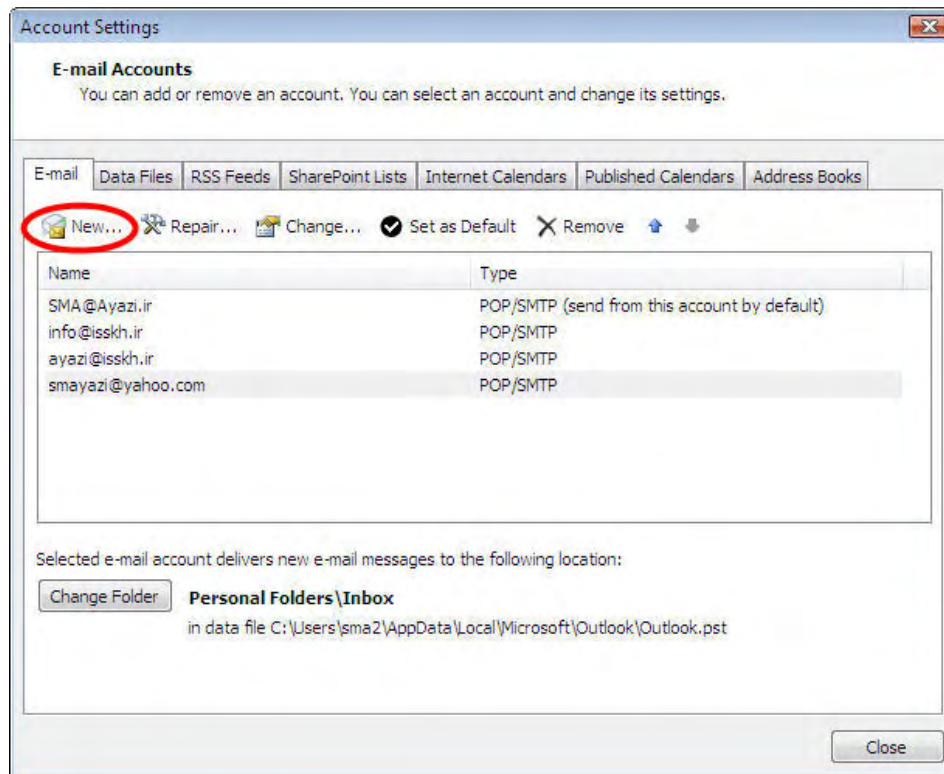 Account Settings
E-mail Accounts
You can add or remove an account. You can select an account and change its settings.
E-mail Data Files RSS Feeds SharePoint Lists Internet Calendars Published Calendars Address Books
New... Repair... Change... Set as Default Remove
Name Type
SMA@Ayazi.ir POP/SMTP (send from this account by default)
info@isskh.ir POP/SMTP
ayazi@isskh.ir POP/SMTP
smayazi@yahoo.com POP/SMTP
Selected e-mail account delivers new e-mail messages to the following location:
Change Folder Personal Folders\Inbox
in data file C:\Users\sma2\AppData\Local\Microsoft\Outlook\Outlook.pst
Close